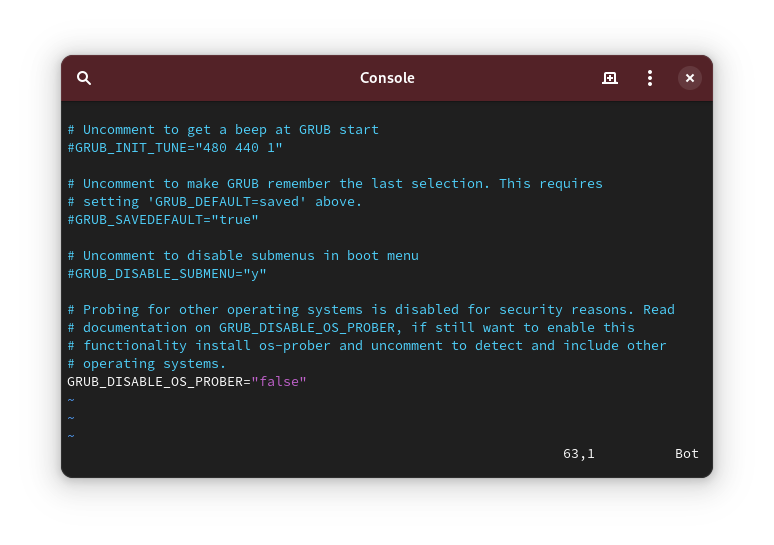 Console
# Uncomment to get a beep at GRUB start
#GRUB_INIT_TUNE="480 440 1"
# Uncomment to make GRUB remember the last selection. This requires
# setting 'GRUB_DEFAULT=saved' above.
#GRUB_SAVEDEFAULT="true"
# Uncomment to disable submenus in boot menu
#GRUB_DISABLE_SUBMENU="y"
# Probing for other operating systems is disabled for security reasons. Read
# documentation on GRUB_DISABLE_OS_PROBER, if still want to enable this
# functionality install os-prober and uncomment to detect and include other
# operating systems.
GRUB_DISABLE_OS_PROBER="false"
~
~
~
63,1 Bot